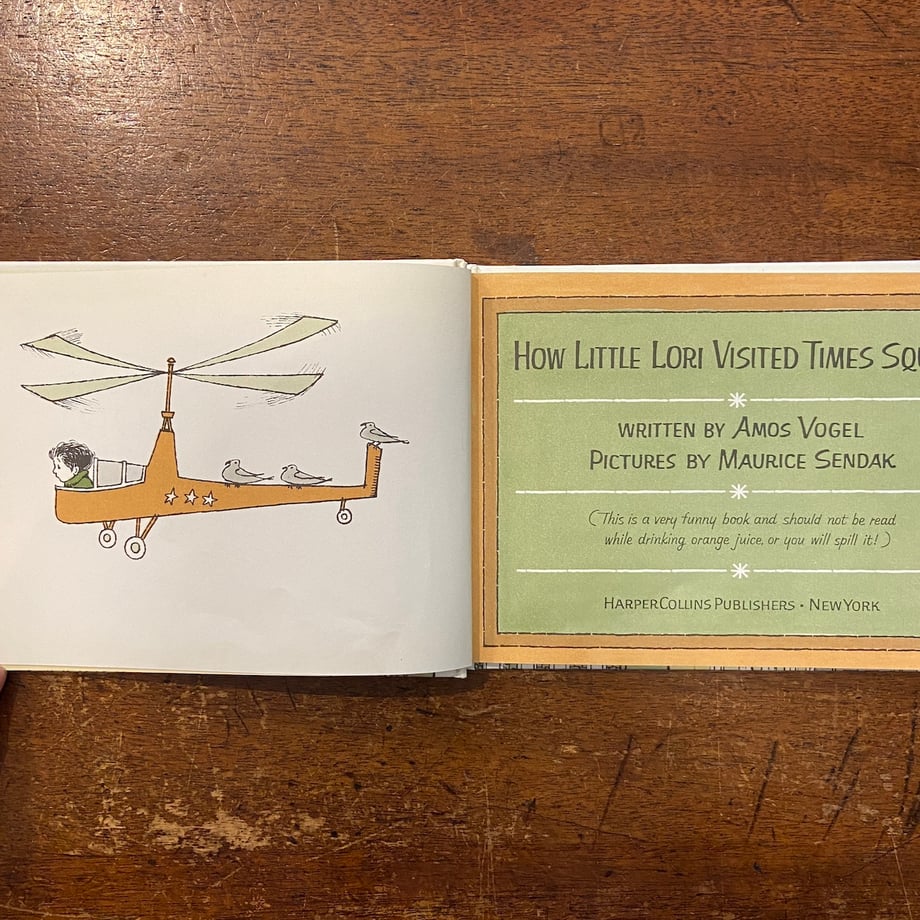 HOW LITTLE LORI VISITED TIMES
WRITTEN BY AMOS VOGEL
PICTURES BY MAURICE SENDAK
(This is a very funny book and should not be read
while drinking orange juice, or you will spill it!)
HARPERCOLLINS PUBLISHERS • NEW YORK